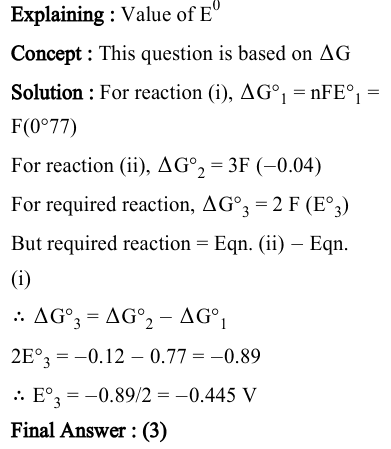 Explaining : Value of E⁰
Concept : This question is based on ΔG
Solution : For reaction (i), ΔG°₁ = nFE°₁ =
F(0°77)
For reaction (ii), ΔG°₂ = 3F (−0.04)
For required reaction, ΔG°₃ = 2 F (E°₃)
But required reaction = Eqn. (ii) − Eqn.
(i)
∴ ΔG°₃ = ΔG°₂ − ΔG°₁
2E°₃ = −0.12 − 0.77 = −0.89
∴ E°₃ = −0.89/2 = −0.445 V
Final Answer : (3)